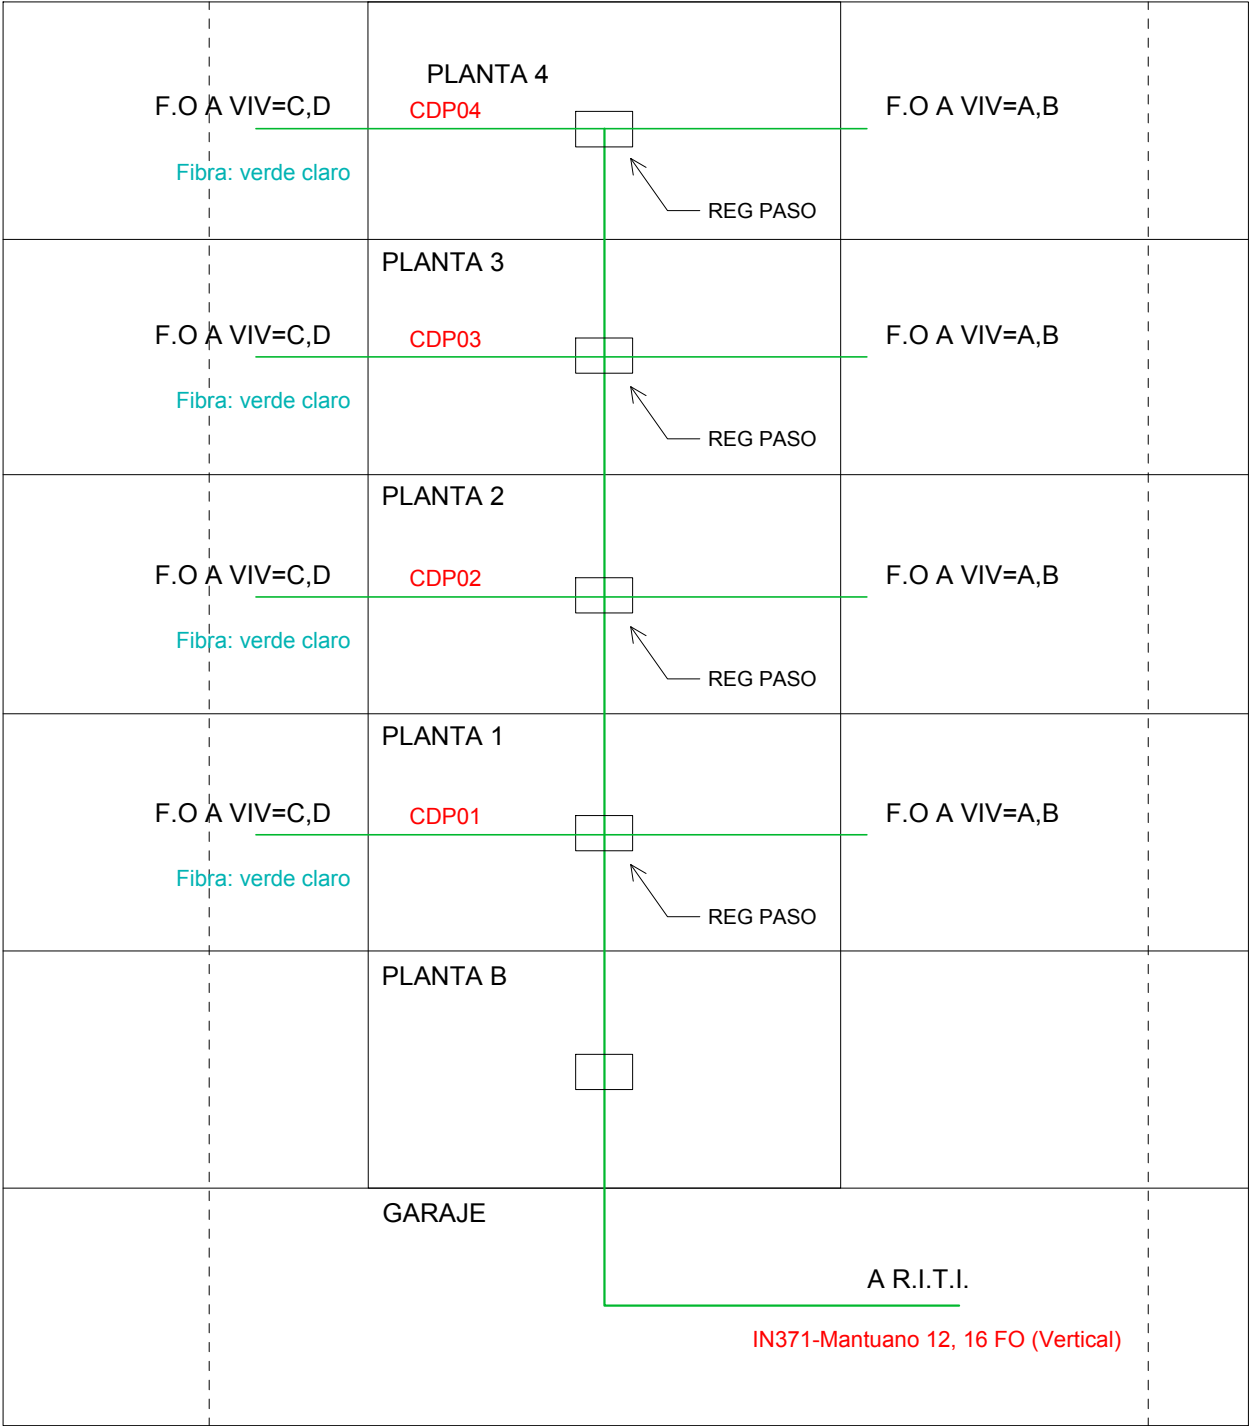 PLANTA 4
F.O A VIV=C,D
CDP04
F.O A VIV=A,B
Fibra: verde claro
REG PASO
PLANTA 3
F.O A VIV=C,D
CDP03
F.O A VIV=A,B
Fibra: verde claro
REG PASO
PLANTA 2
F.O A VIV=C,D
CDP02
F.O A VIV=A,B
Fibra: verde claro
REG PASO
PLANTA 1
F.O A VIV=C,D
CDP01
F.O A VIV=A,B
Fibra: verde claro
REG PASO
PLANTA B
GARAJE
A R.I.T.I.
IN371-Mantuano 12, 16 FO (Vertical)